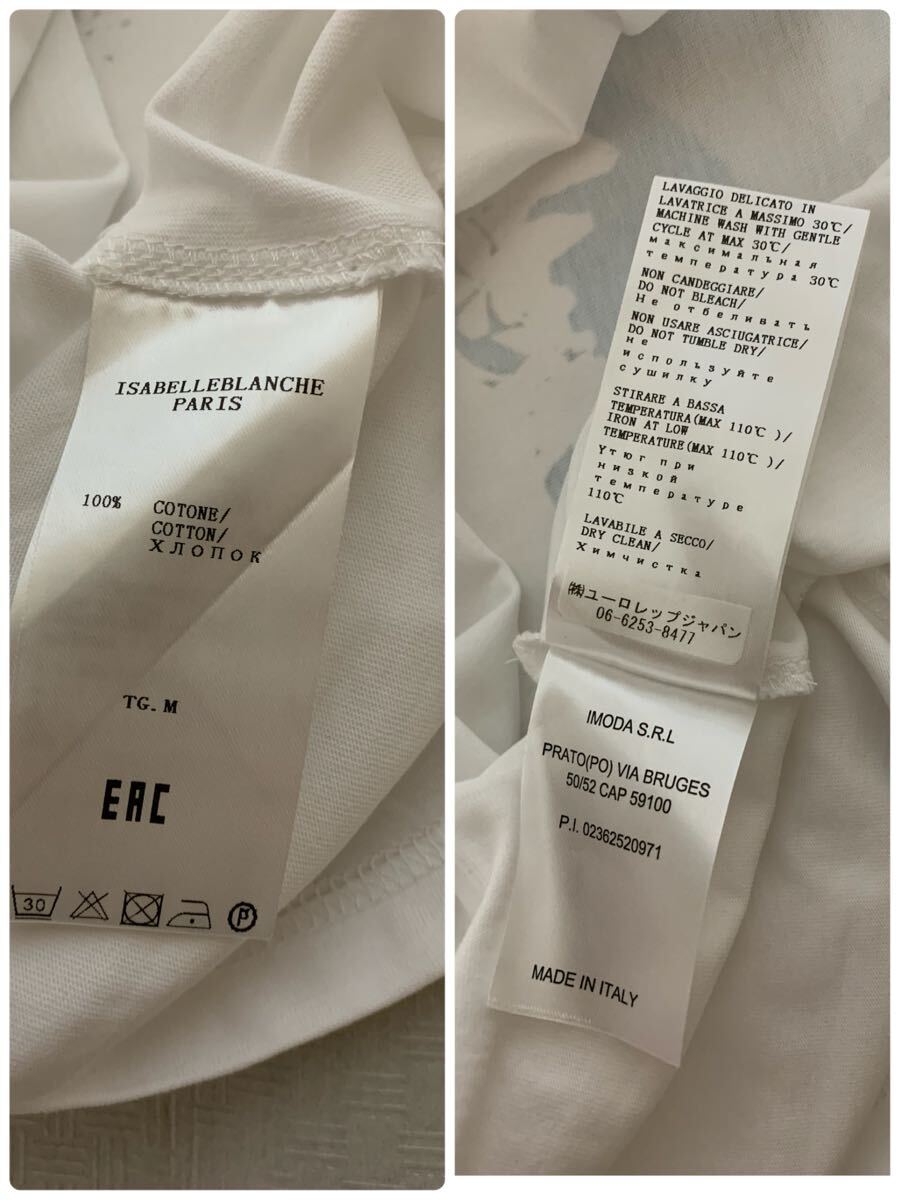 ISABELLEBLANCHE
PARIS
100% COTONE/
COTTON/
ХЛОПОК
TG. M
EAC
30
P
LAVAGGIO DELICATO IN
LAVATRICE A MASSIMO 30℃/
MACHINE WASH WITH GENTLE
CYCLE AT MAX 30℃/
максимальная
температура 30℃
NON CANDEGGIARE/
DO NOT BLEACH/
Не отбеливать
NON USARE ASCIUGATRICE/
DO NOT TUMBLE DRY/
не
используйте
сушилку
STIRARE A BASSA
TEMPERATURA(MAX 110℃ )/
IRON AT LOW
TEMPERATURE(MAX 110℃ )/
Утюг при
низкой
температуре
110℃
LAVABILE A SECCO/
DRY CLEAN/
Химчистка
㈱ユーロレップジャパン
06-6253-8477
IMODA S.R.L
PRATO(PO) VIA BRUGES
50/52 CAP 59100
P.I. 02362520971
MADE IN ITALY